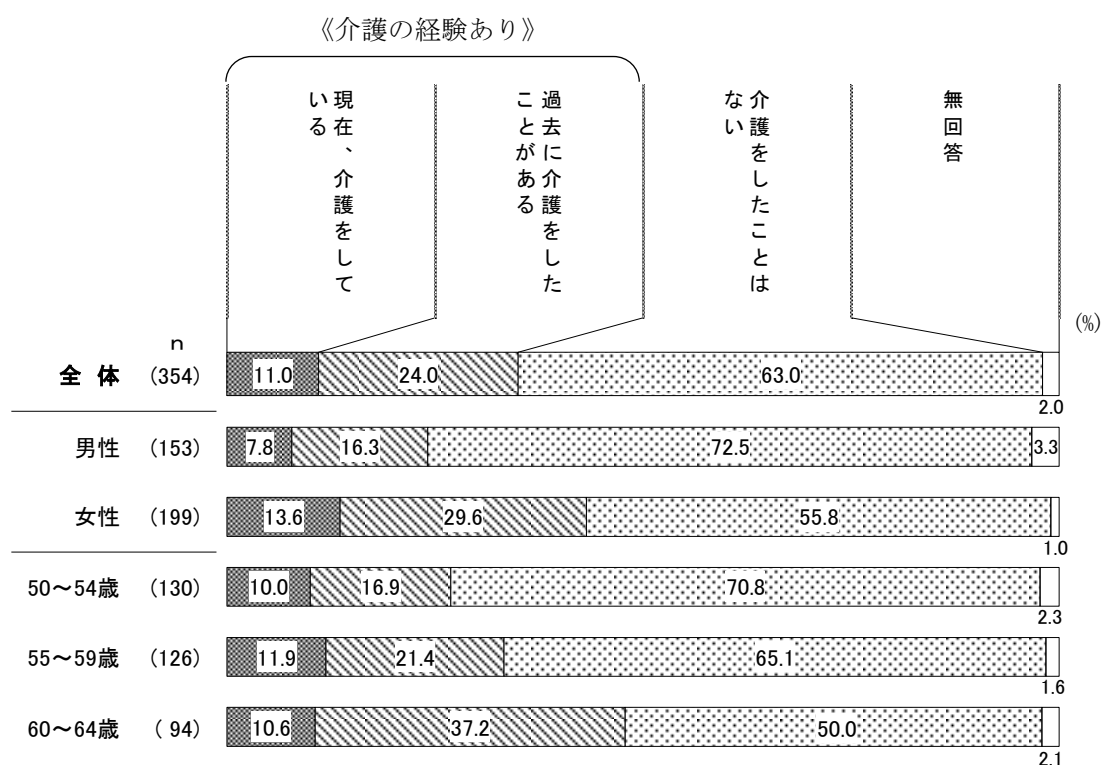 《介護の経験あり》
現在、介護をして
いる
過去に介護をした
ことがある
介護をしたことは
ない
無回答
(%)
n
全 体 (354) 11.0 24.0 63.0
2.0
男性 (153) 7.8 16.3 72.5 3.3
女性 (199) 13.6 29.6 55.8
1.0
50～54歳 (130) 10.0 16.9 70.8
2.3
55～59歳 (126) 11.9 21.4 65.1
1.6
60～64歳 ( 94) 10.6 37.2 50.0
2.1